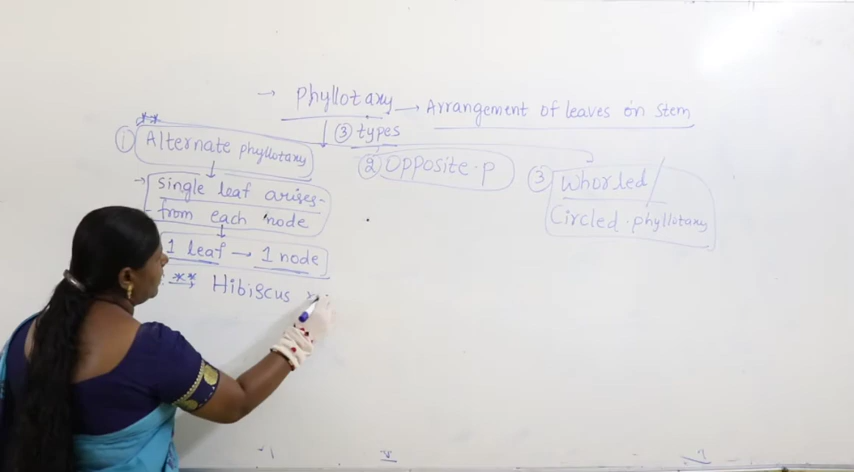 → Phyllotaxy → Arrangement of leaves on stem
③ types
** ① Alternate phyllotaxy
→ single leaf arises
from each node
1 leaf → 1 node
** Hibiscus
② Opposite.p
③ Whorled/
Circled.phyllotaxy